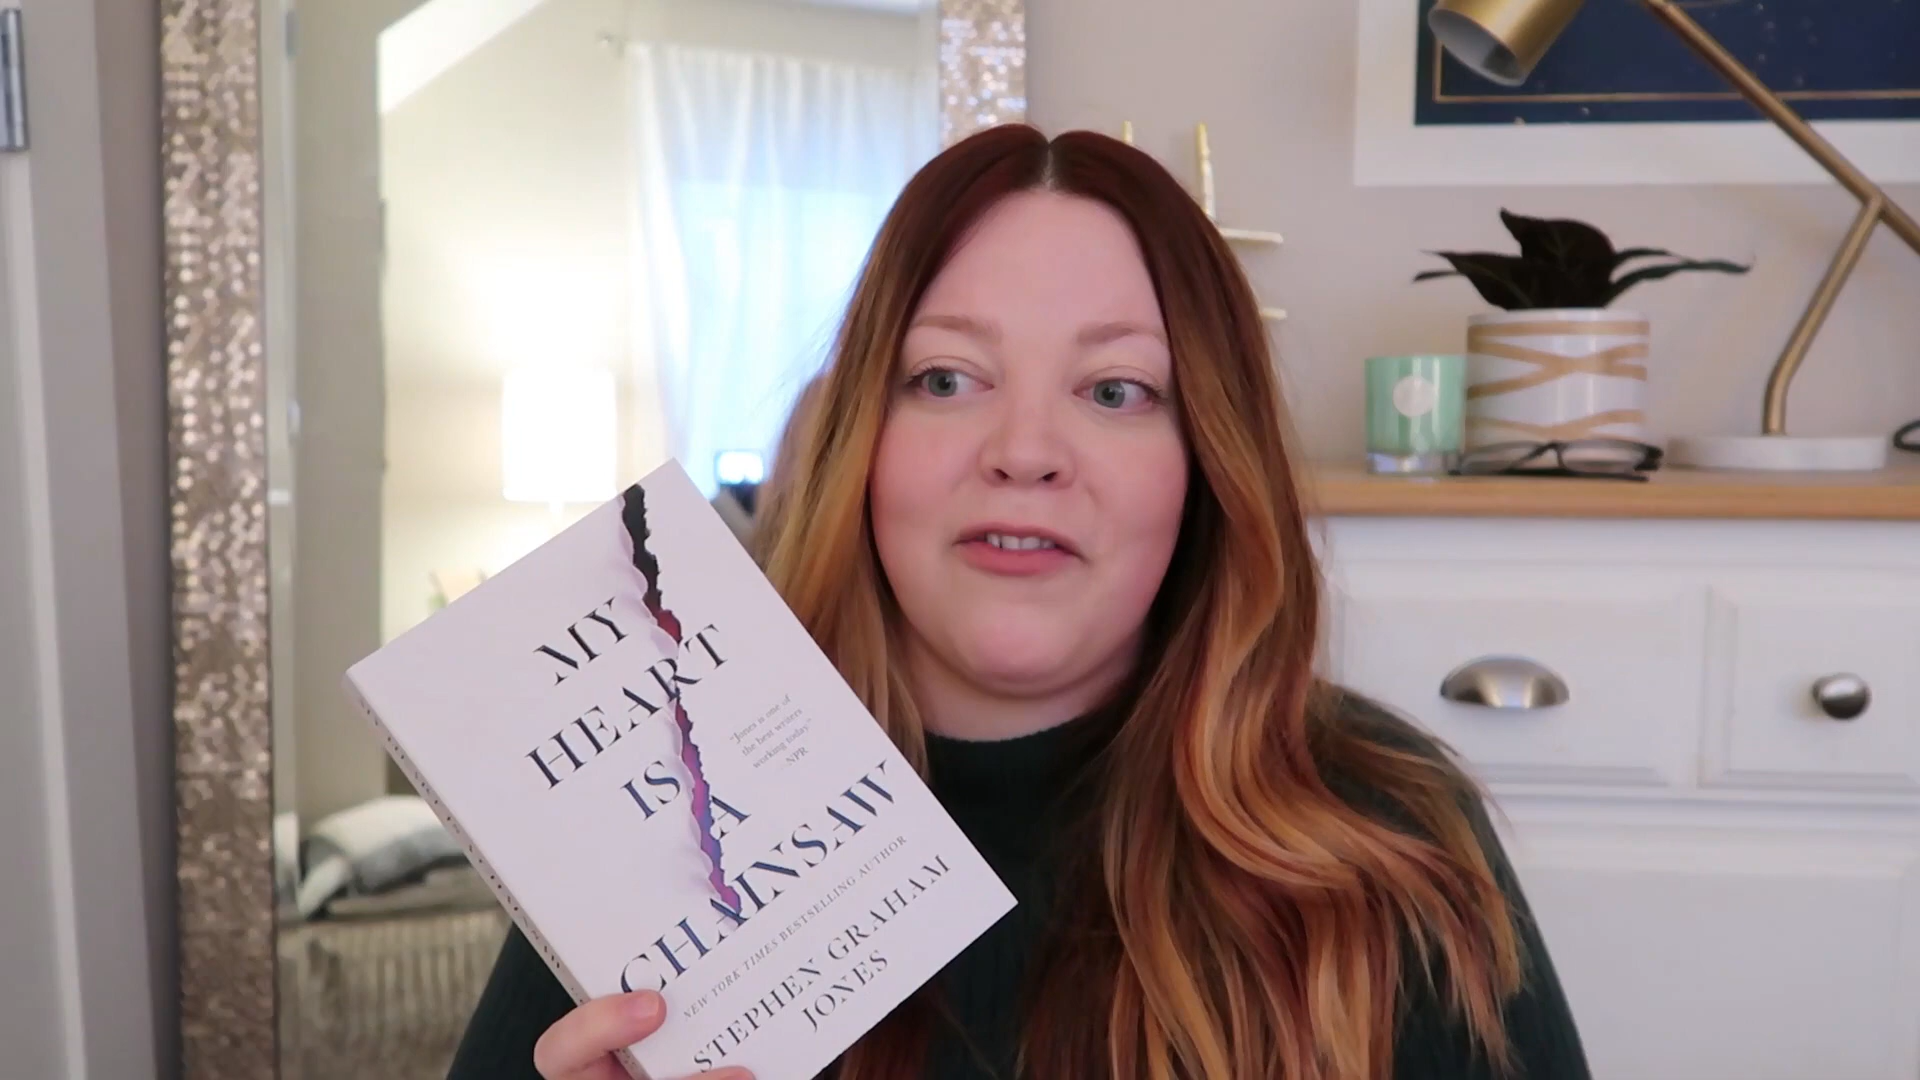 MY
HEART
IS A
CHAINSAW
"Jones is one of
the best writers
working today."
—NPR
NEW YORK TIMES BESTSELLING AUTHOR
STEPHEN GRAHAM
JONES